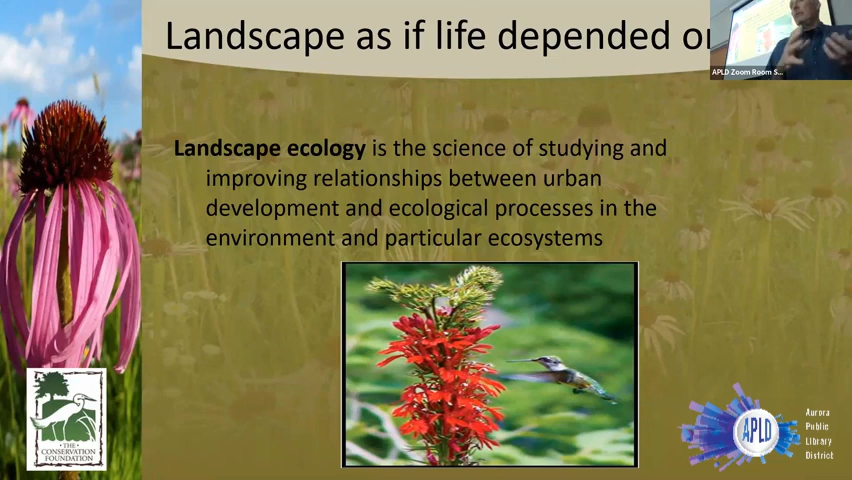 Landscape as if life depended o
APLD Zoom Room S...
Landscape ecology is the science of studying and
improving relationships between urban
development and ecological processes in the
environment and particular ecosystems
• THE •
CONSERVATION
FOUNDATION
APLD
Aurora
Public
Library
District